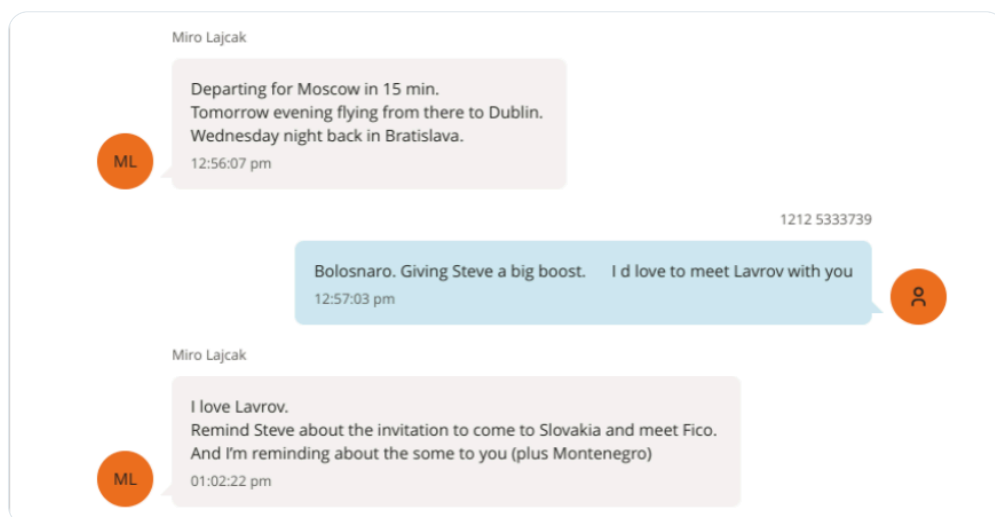 Miro Lajcak
Departing for Moscow in 15 min.
Tomorrow evening flying from there to Dublin.
Wednesday night back in Bratislava.
ML
12:56:07 pm
1212 5333739
Bolosnaro. Giving Steve a big boost. I d love to meet Lavrov with you
12:57:03 pm
Miro Lajcak
I love Lavrov.
Remind Steve about the invitation to come to Slovakia and meet Fico.
And I'm reminding about the some to you (plus Montenegro)
ML
01:02:22 pm